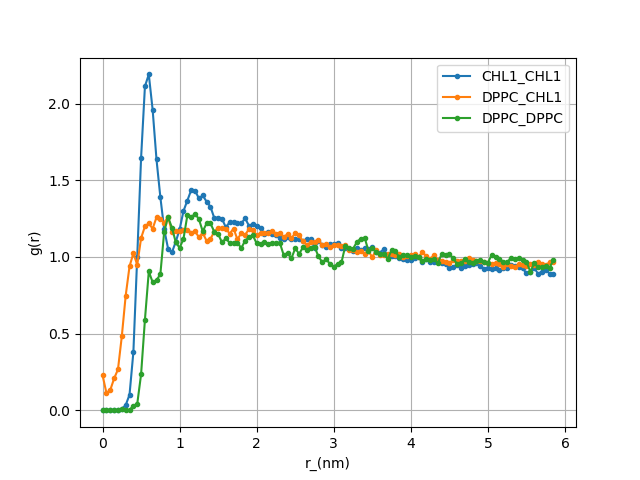 CHL1_CHL1
DPPC_CHL1
DPPC_DPPC
2.0
1.5
1.0
0.5
0.0
g(r)
0 1 2 3 4 5 6
r_(nm)